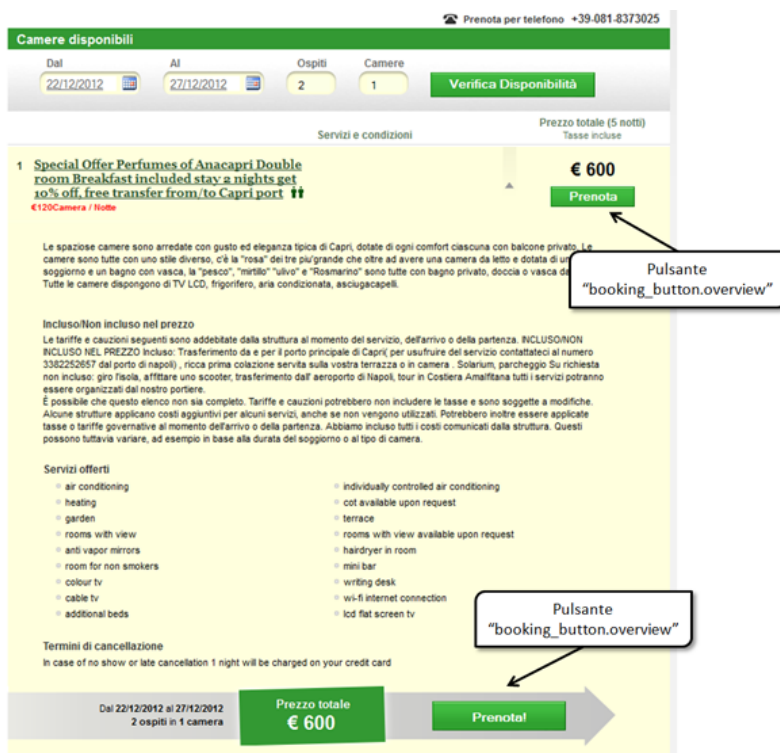 Prenota per telefono +39-081-8373025
Camere disponibili
Dal Al Ospiti Camere
22/12/2012 27/12/2012 2 1 Verifica Disponibilità
Servizi e condizioni
Prezzo totale (5 notti)
Tasse incluse
1 Special Offer Perfumes of Anacapri Double
room Breakfast included stay 2 nights get
10% off, free transfer from/to Capri port
€120Camera / Notte
€ 600
Prenota
Pulsante
"booking_button.overview"
Le spaziose camere sono arredate con gusto ed eleganza tipica di Capri, dotate di ogni comfort ciascuna con balcone privato. Le
camere sono tutte con uno stile diverso, c'è la "rosa" dei tre piu'grande che oltre ad avere una camera da letto e dotata di un
soggiorno e un bagno con vasca, la "pesco", "mirtillo" "ulivo" e "Rosmarino" sono tutte con bagno privato, doccia o vasca
Tutte le camere dispongono di TV LCD, frigorifero, aria condizionata, asciugacapelli.
Incluso/Non incluso nel prezzo
Le tariffe e cauzioni seguenti sono addebitate dalla struttura al momento del servizio, dell'arrivo o della partenza. INCLUSO/NON
INCLUSO NEL PREZZO Incluso: Trasferimento da e per il porto principale di Capri( per usufruire del servizio contattateci al numero
3382252657 dal porto di napoli) , ricca prima colazione servita sulla vostra terrazza o in camera . Solarium, parcheggio Su richiesta
non incluso: giro l'isola, affittare uno scooter, trasferimento dall' aeroporto di Napoli, tour in Costiera Amalfitana tutti i servizi potranno
essere organizzati dal nostro portiere.
È possibile che questo elenco non sia completo. Tariffe e cauzioni potrebbero non includere le tasse e sono soggette a modifiche.
Alcune strutture applicano costi aggiuntivi per alcuni servizi, anche se non vengono utilizzati. Potrebbero inoltre essere applicate
tasse o tariffe governative al momento dell'arrivo o della partenza. Abbiamo incluso tutti i costi comunicati dalla struttura. Questi
possono tuttavia variare, ad esempio in base alla durata del soggiorno o al tipo di camera.
Servizi offerti
air conditioning
heating
garden
rooms with view
anti vapor mirrors
room for non smokers
colour tv
cable tv
additional beds
individually controlled air conditioning
cot available upon request
terrace
rooms with view available upon request
hairdryer in room
mini bar
writing desk
wi-fi internet connection
lcd flat screen tv
Pulsante
"booking_button.overview"
Termini di cancellazione
In case of no show or late cancellation 1 night will be charged on your credit card
Dal 22/12/2012 al 27/12/2012
2 ospiti in 1 camera
Prezzo totale
€ 600
Prenota!